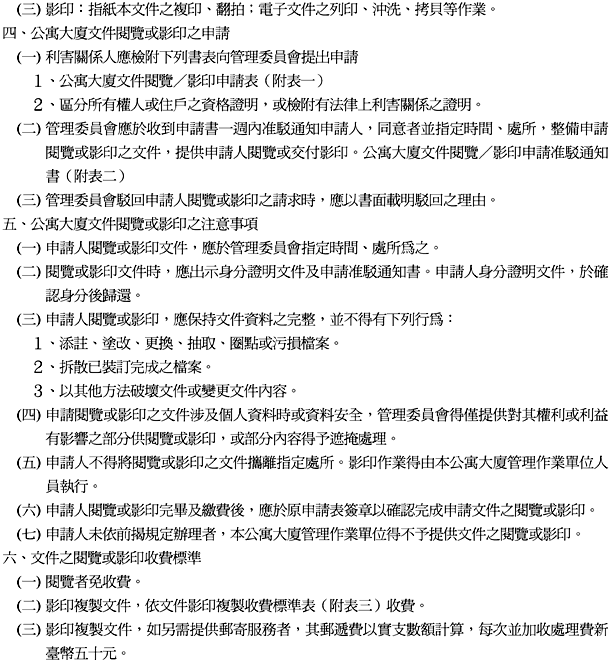 (三) 影印：指紙本文件之複印、翻拍；電子文件之列印、沖洗、拷貝等作業。
四、公寓大廈文件閱覽或影印之申請
(一) 利害關係人應檢附下列書表向管理委員會提出申請
1、公寓大廈文件閱覽／影印申請表（附表一）
2、區分所有權人或住戶之資格證明，或檢附有法律上利害關係之證明。
(二) 管理委員會應於收到申請書一週內准駁通知申請人，同意者並指定時間、處所，整備申請
閱覽或影印之文件，提供申請人閱覽或交付影印。公寓大廈文件閱覽／影印申請准駁通知
書（附表二）
(三) 管理委員會駁回申請人閱覽或影印之請求時，應以書面載明駁回之理由。
五、公寓大廈文件閱覽或影印之注意事項
(一) 申請人閱覽或影印文件，應於管理委員會指定時間、處所為之。
(二) 閱覽或影印文件時，應出示身分證明文件及申請准駁通知書。申請人身分證明文件，於確
認身分後歸還。
(三) 申請人閱覽或影印，應保持文件資料之完整，並不得有下列行為：
1、添註、塗改、更換、抽取、圈點或污損檔案。
2、拆散已裝訂完成之檔案。
3、以其他方法破壞文件或變更文件內容。
(四) 申請閱覽或影印之文件涉及個人資料時或資料安全，管理委員會得僅提供對其權利或利益
有影響之部分供閱覽或影印，或部分內容得予遮掩處理。
(五) 申請人不得將閱覽或影印之文件攜離指定處所。影印作業得由本公寓大廈管理作業單位人
員執行。
(六) 申請人閱覽或影印完畢及繳費後，應於原申請表簽章以確認完成申請文件之閱覽或影印。
(七) 申請人未依前揭規定辦理者，本公寓大廈管理作業單位得不予提供文件之閱覽或影印。
六、文件之閱覽或影印收費標準
(一) 閱覽者免收費。
(二) 影印複製文件，依文件影印複製收費標準表（附表三）收費。
(三) 影印複製文件，如另需提供郵寄服務者，其郵遞費以實支數額計算，每次並加收處理費新
臺幣五十元。